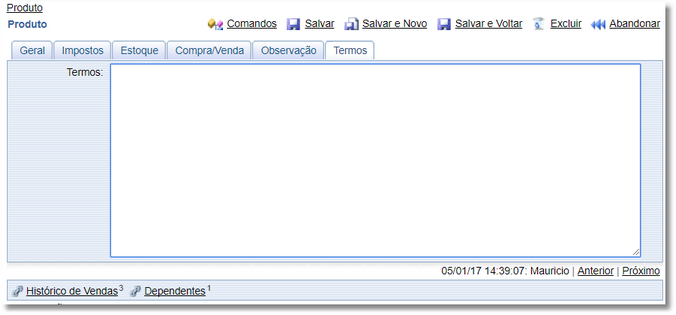 Produto
Produto Comandos Salvar Salvar e Novo Salvar e Voltar Excluir Abandonar
Geral Impostos Estoque Compra/Venda Observação Termos
Termos:
05/01/17 14:39:07: Mauricio | Anterior | Próximo
Histórico de Vendas 3 Dependentes 1